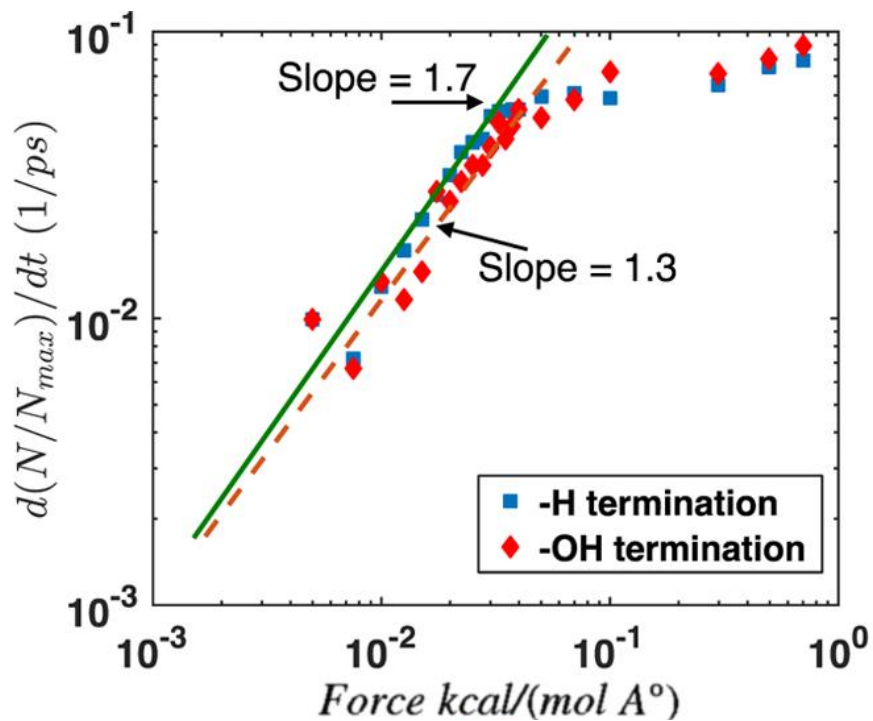 10^-1
Slope = 1.7
d(N/N_max)/dt (1/ps)
10^-2
Slope = 1.3
-H termination
-OH termination
10^-3
10^-3 10^-2 10^-1 10^0
Force kcal/(mol A°)